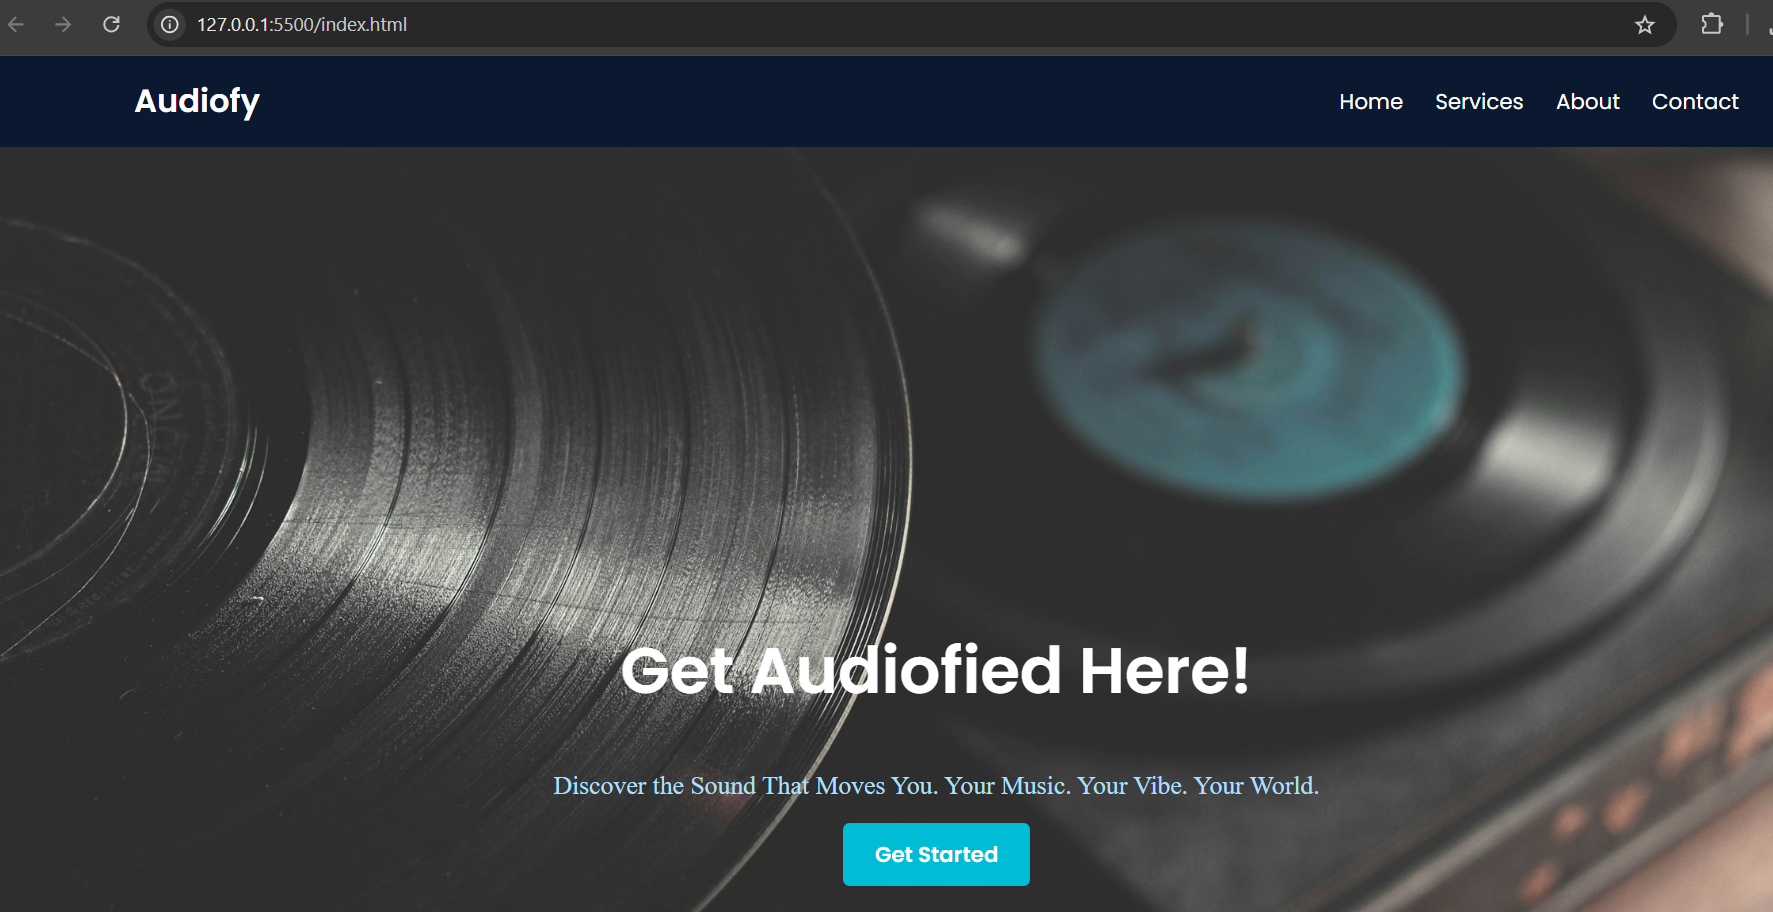 127.0.0.1:5500/index.html
Audiofy
Home Services About Contact
Get Audiofied Here!
Discover the Sound That Moves You. Your Music. Your Vibe. Your World.
Get Started